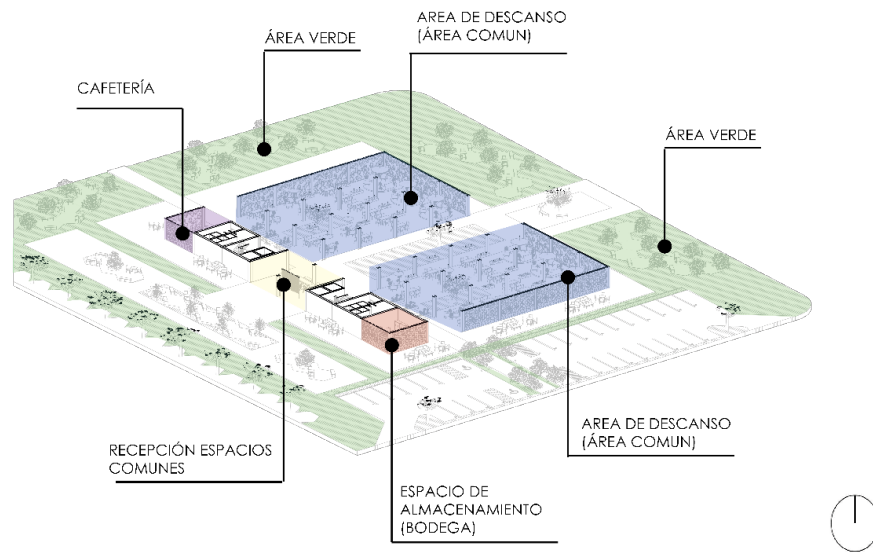 AREA DE DESCANSO
(ÁREA COMUN)
ÁREA VERDE
CAFETERÍA
ÁREA VERDE
AREA DE DESCANSO
(ÁREA COMUN)
RECEPCIÓN ESPACIOS
COMUNES
ESPACIO DE
ALMACENAMIENTO
(BODEGA)